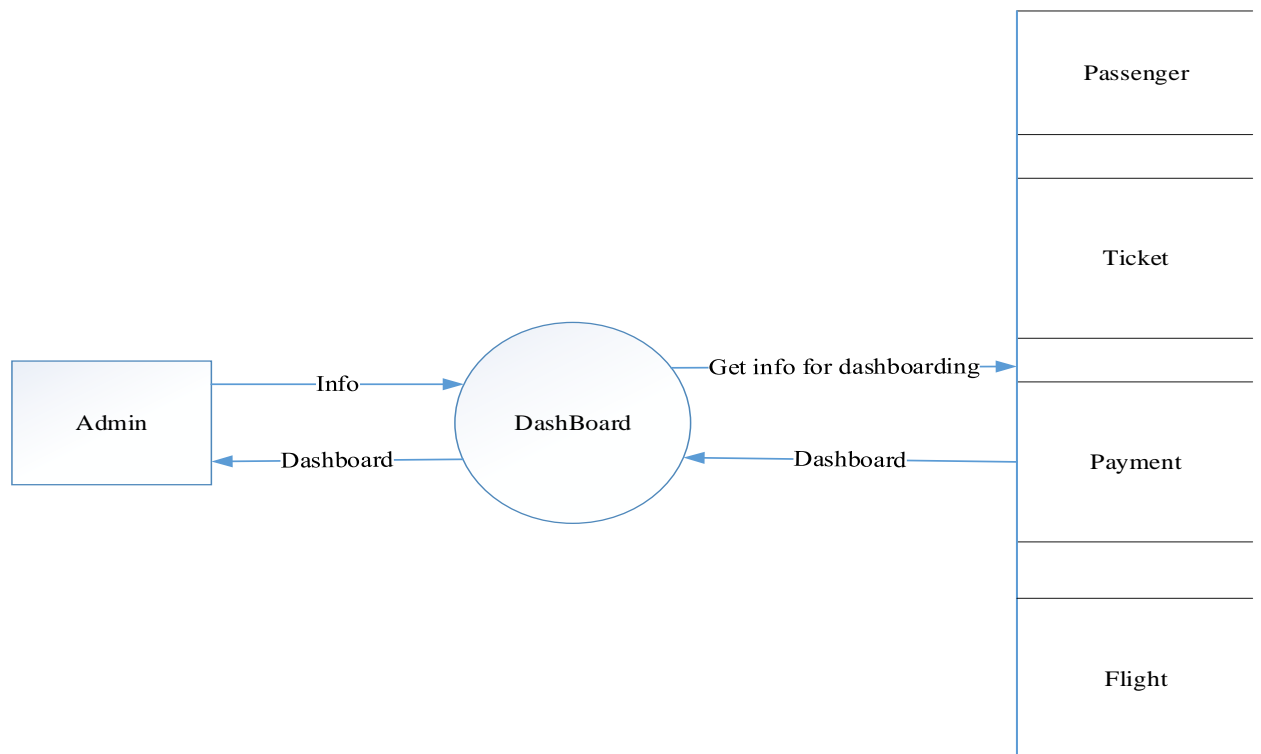 Passenger
Ticket
Get info for dashboarding
Info
Admin
DashBoard
Dashboard
Dashboard
Payment
Flight